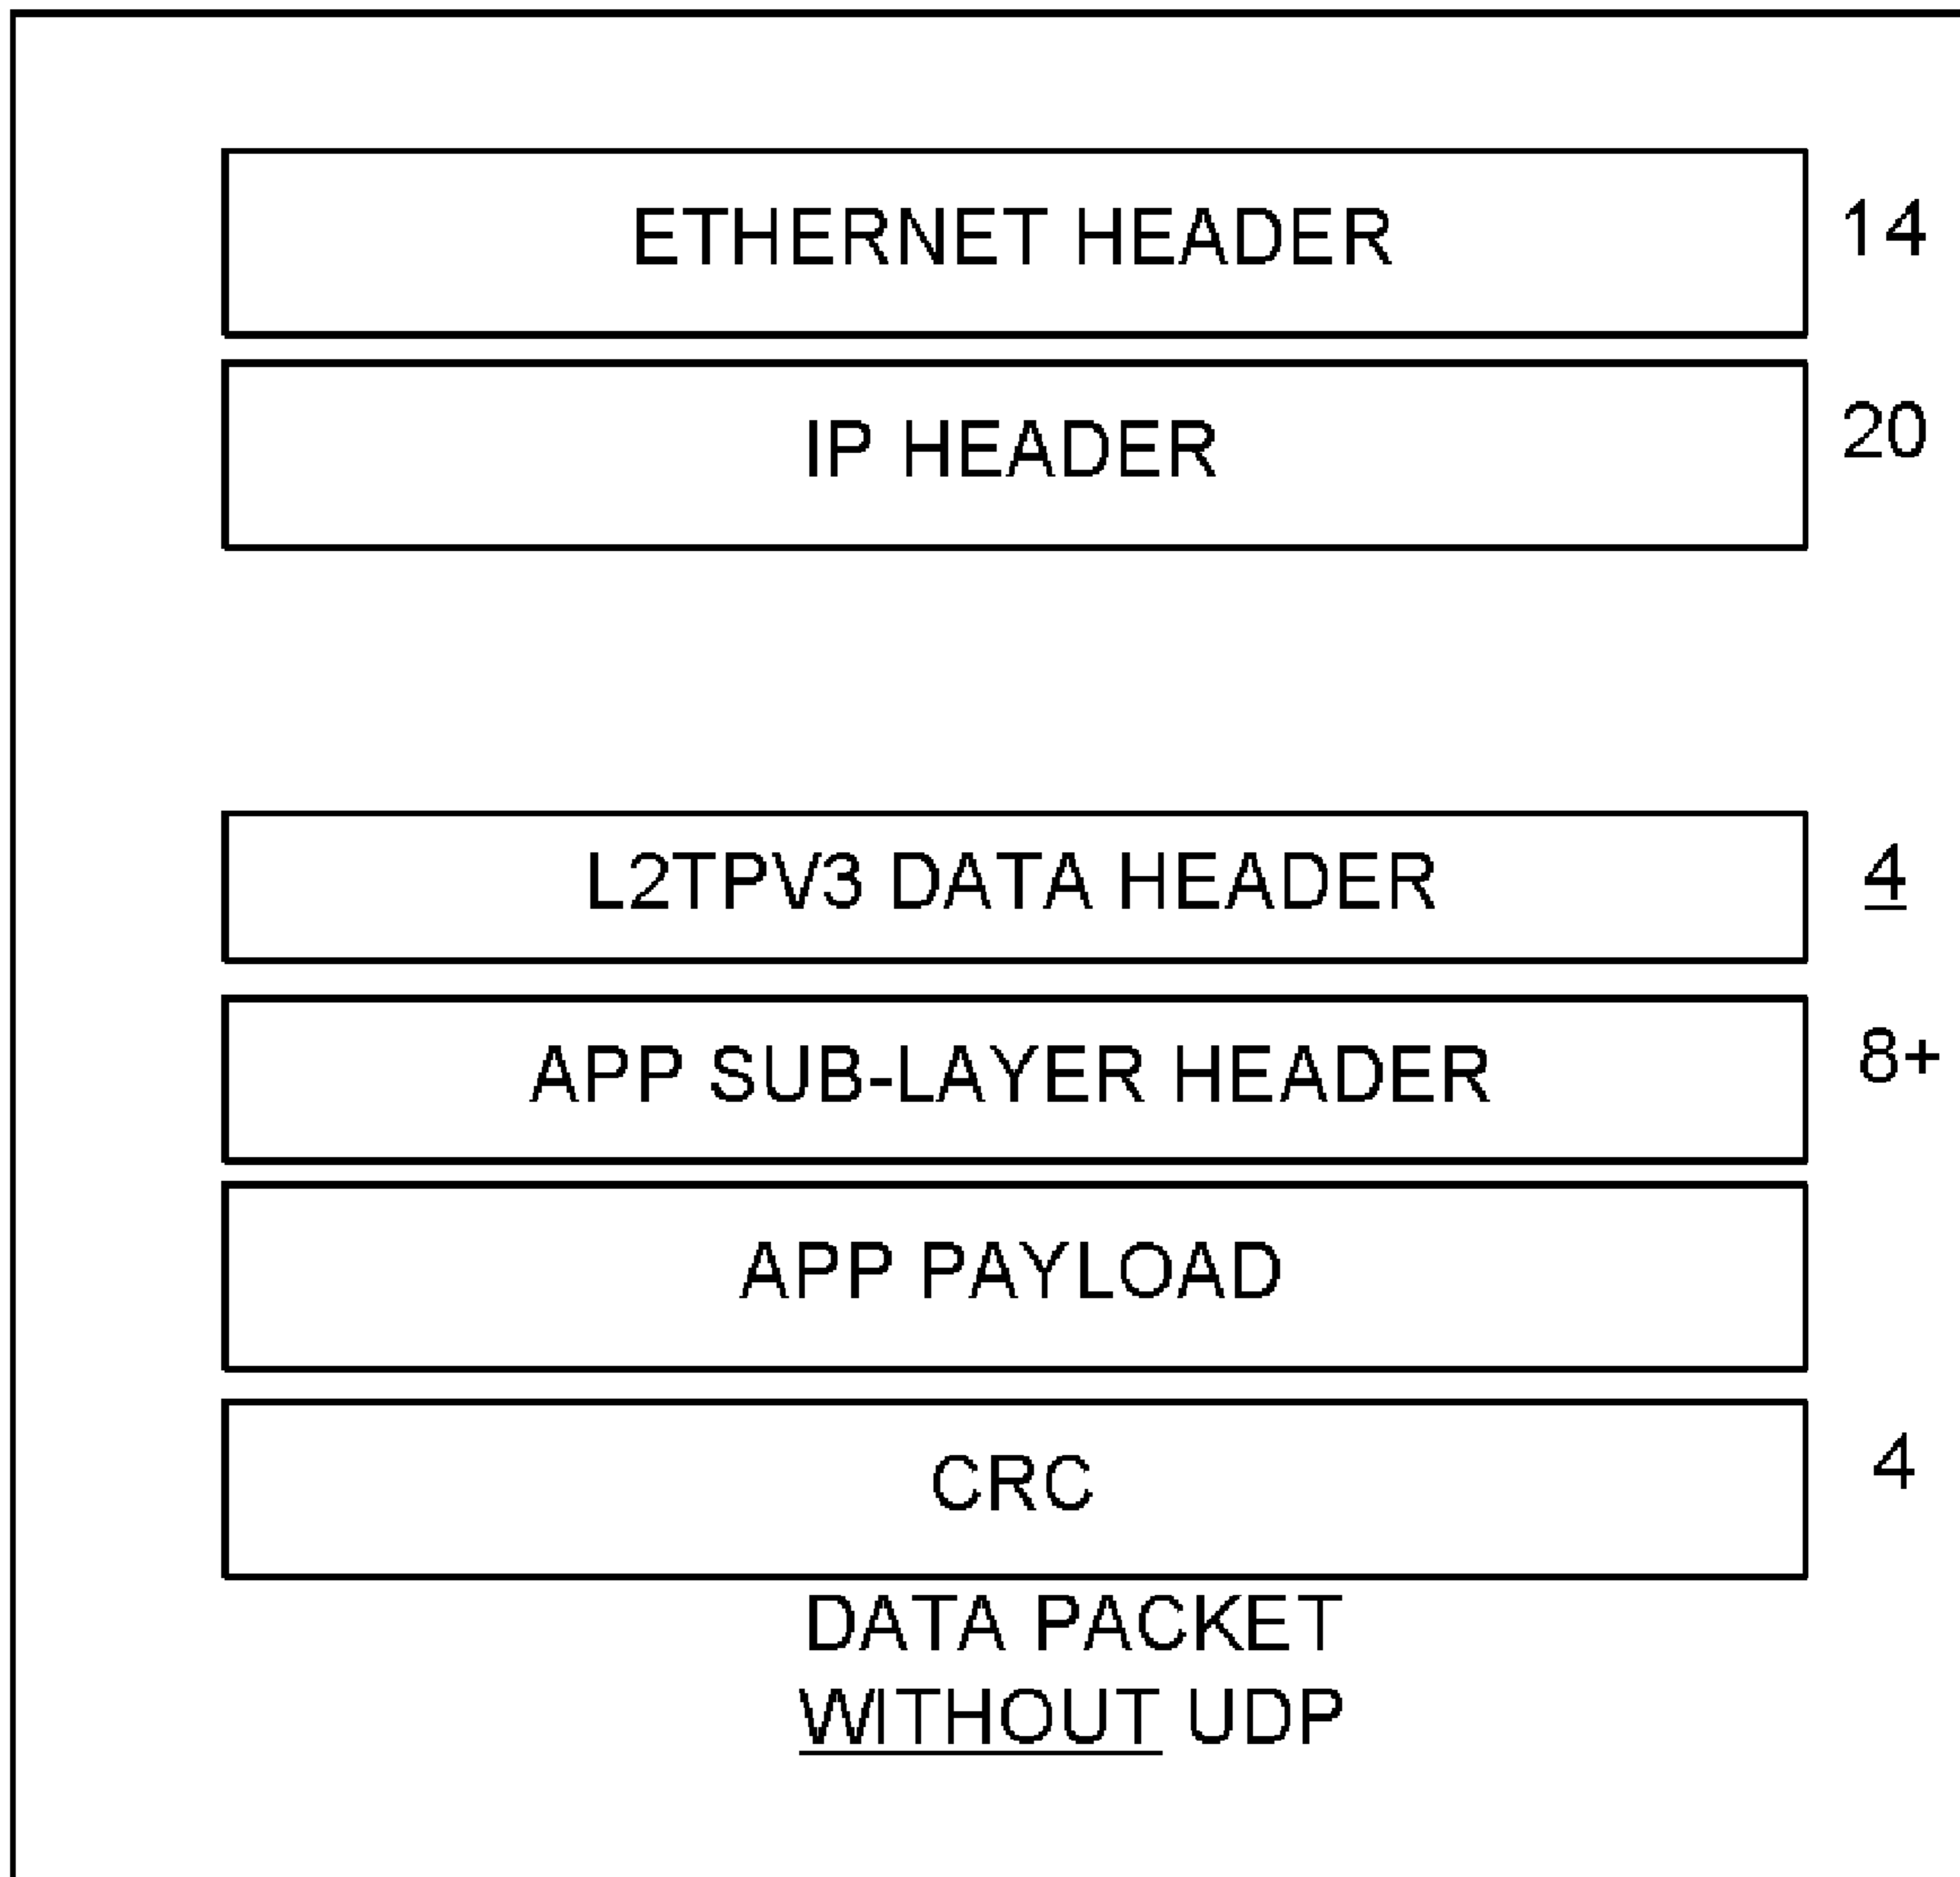 ETHERNET HEADER 14
IP HEADER 20
L2TPV3 DATA HEADER 4
APP SUB-LAYER HEADER 8+
APP PAYLOAD
CRC 4
DATA PACKET
WITHOUT UDP